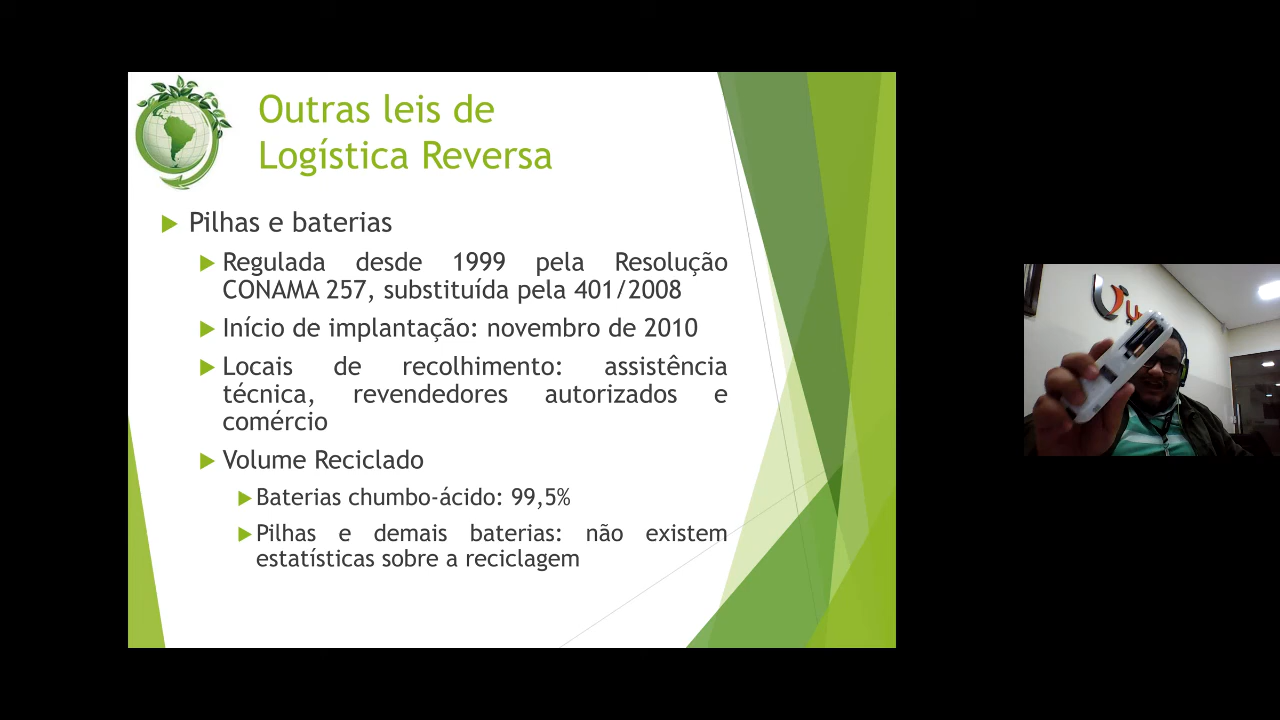 Outras leis de
Logística Reversa
Pilhas e baterias
Regulada desde 1999 pela Resolução
CONAMA 257, substituída pela 401/2008
Início de implantação: novembro de 2010
Locais de recolhimento: assistência
técnica, revendedores autorizados e
comércio
Volume Reciclado
Baterias chumbo-ácido: 99,5%
Pilhas e demais baterias: não existem
estatísticas sobre a reciclagem